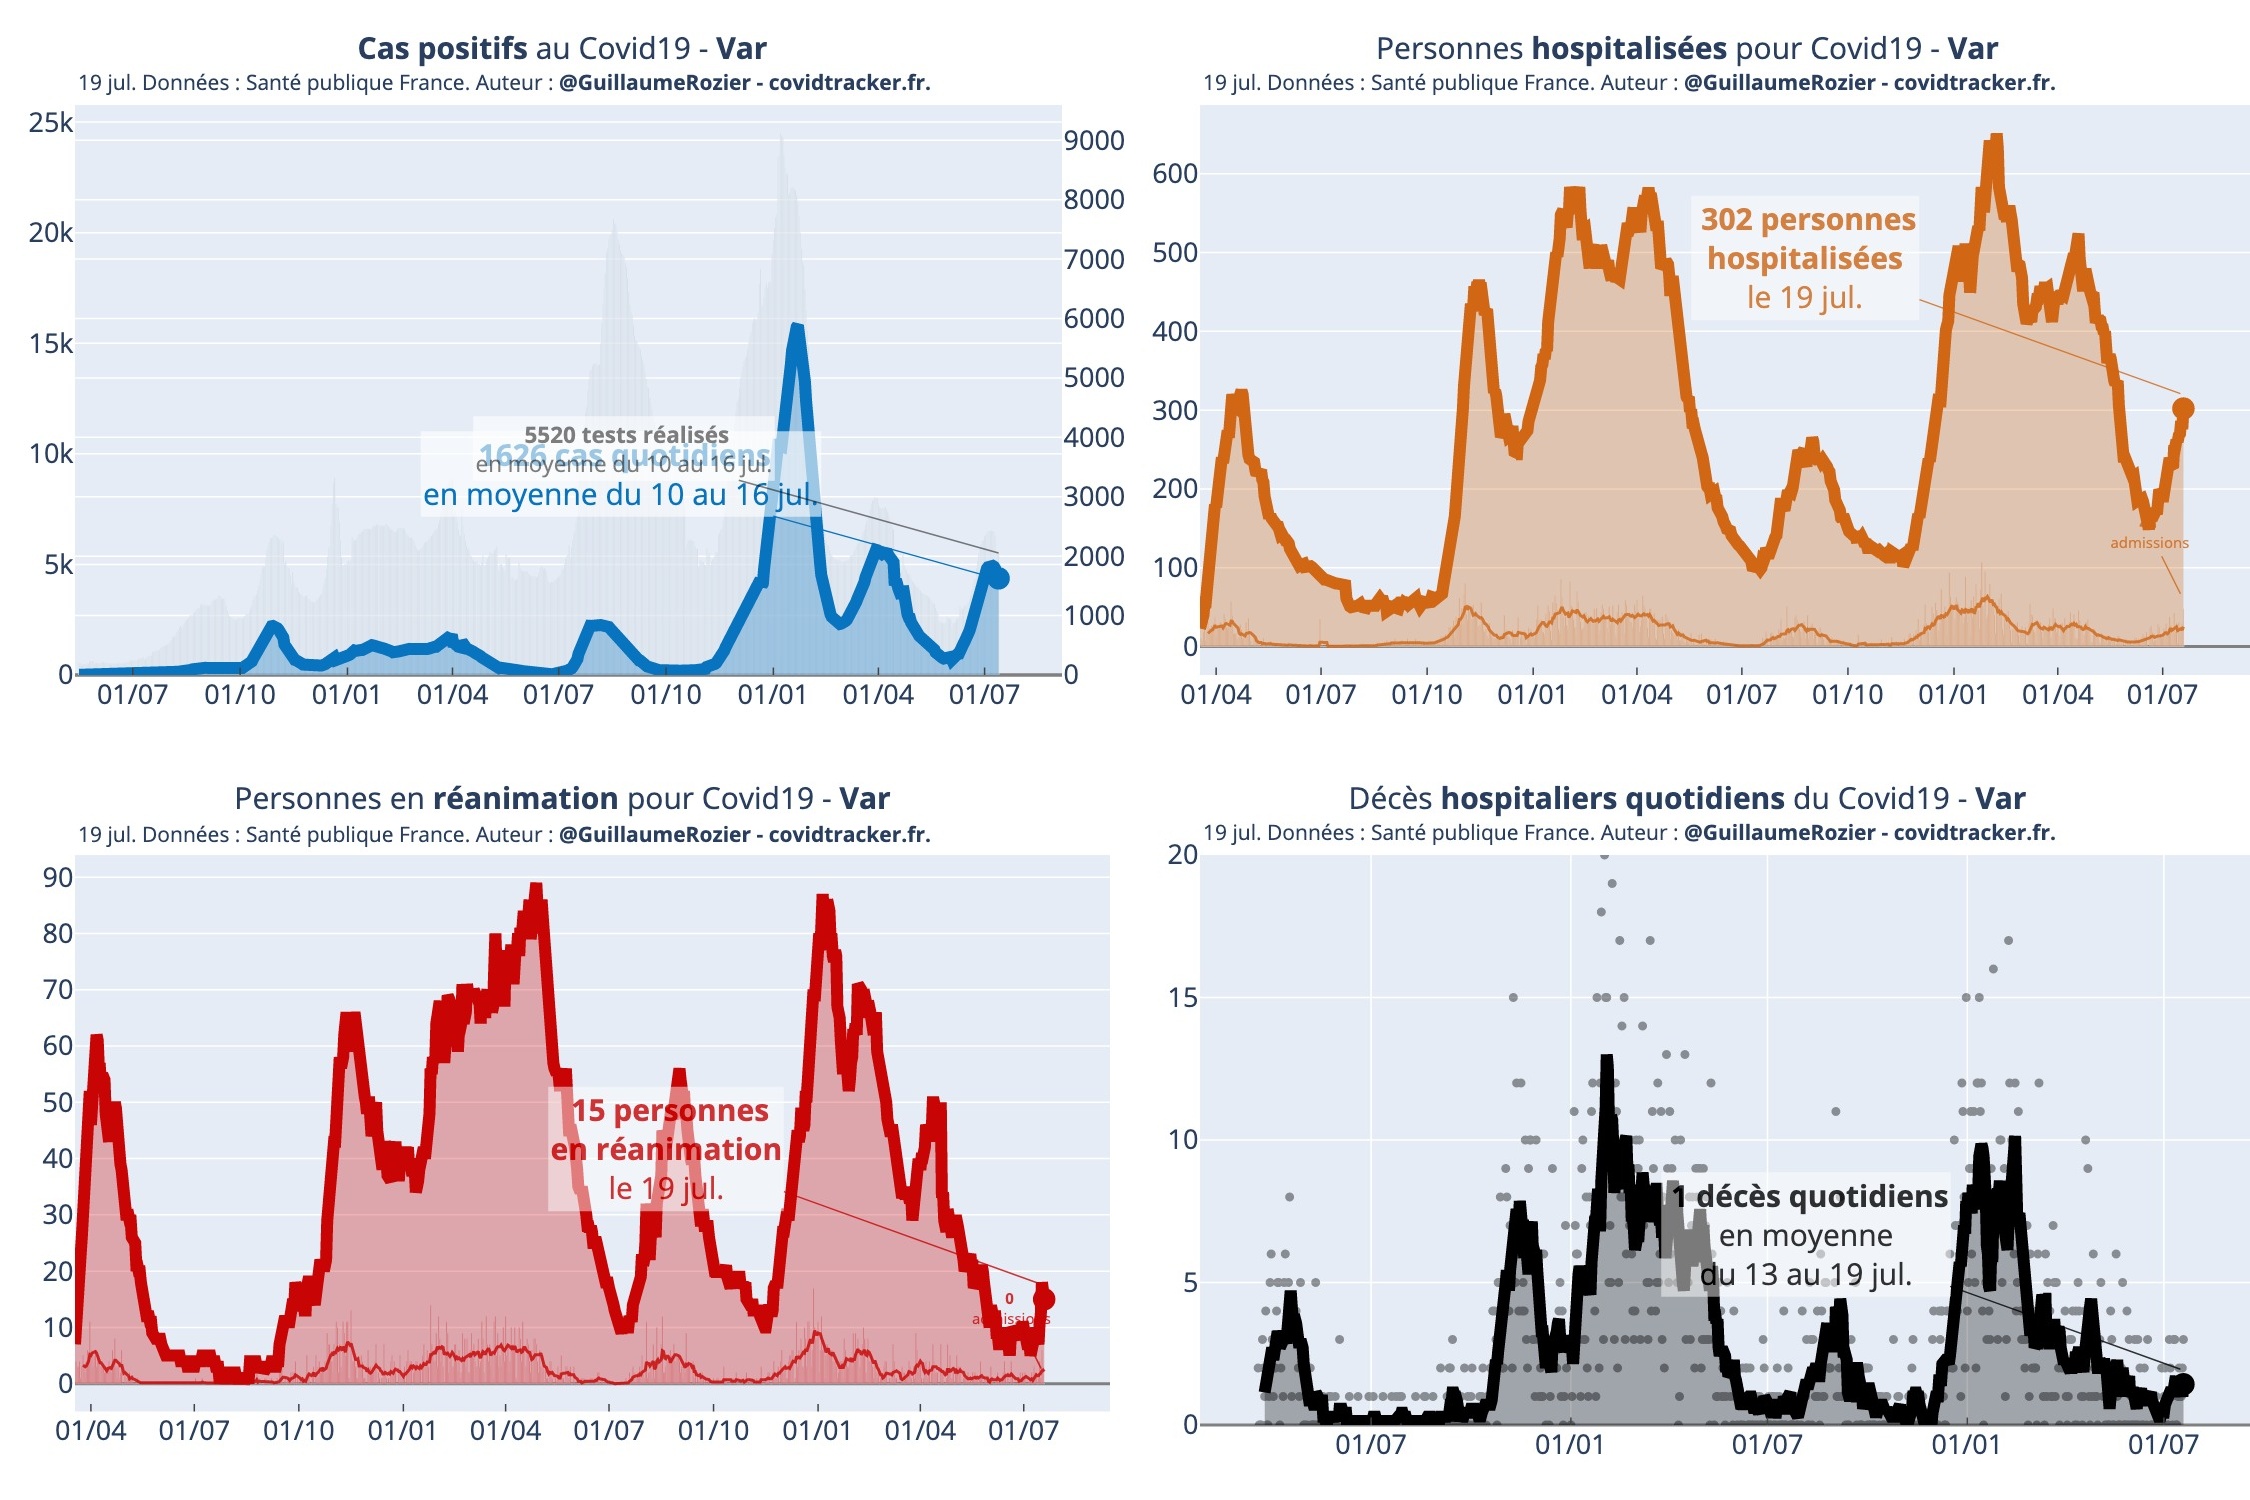 Cas positifs au Covid19 - Var
19 jul. Données : Santé publique France. Auteur : @GuillaumeRozier - covidtracker.fr.
25k
20k
15k
10k
5k
0
9000
8000
7000
6000
5000
4000
3000
2000
1000
0
5520 tests réalisés
en moyenne du 10 au 16 jul.
1626 cas quotidiens
en moyenne du 10 au 16 jul.
01/07 01/10 01/01 01/04 01/07 01/10 01/01 01/04 01/07
Personnes hospitalisées pour Covid19 - Var
19 jul. Données : Santé publique France. Auteur : @GuillaumeRozier - covidtracker.fr.
600
500
400
300
200
100
0
302 personnes
hospitalisées
le 19 jul.
admissions
01/04 01/07 01/10 01/01 01/04 01/07 01/10 01/01 01/04 01/07
Personnes en réanimation pour Covid19 - Var
19 jul. Données : Santé publique France. Auteur : @GuillaumeRozier - covidtracker.fr.
90
80
70
60
50
40
30
20
10
0
15 personnes
en réanimation
le 19 jul.
0
admissions
01/04 01/07 01/10 01/01 01/04 01/07 01/10 01/01 01/04 01/07
Décès hospitaliers quotidiens du Covid19 - Var
19 jul. Données : Santé publique France. Auteur : @GuillaumeRozier - covidtracker.fr.
20
15
10
5
0
1 décès quotidiens
en moyenne
du 13 au 19 jul.
01/07 01/01 01/07 01/01 01/07